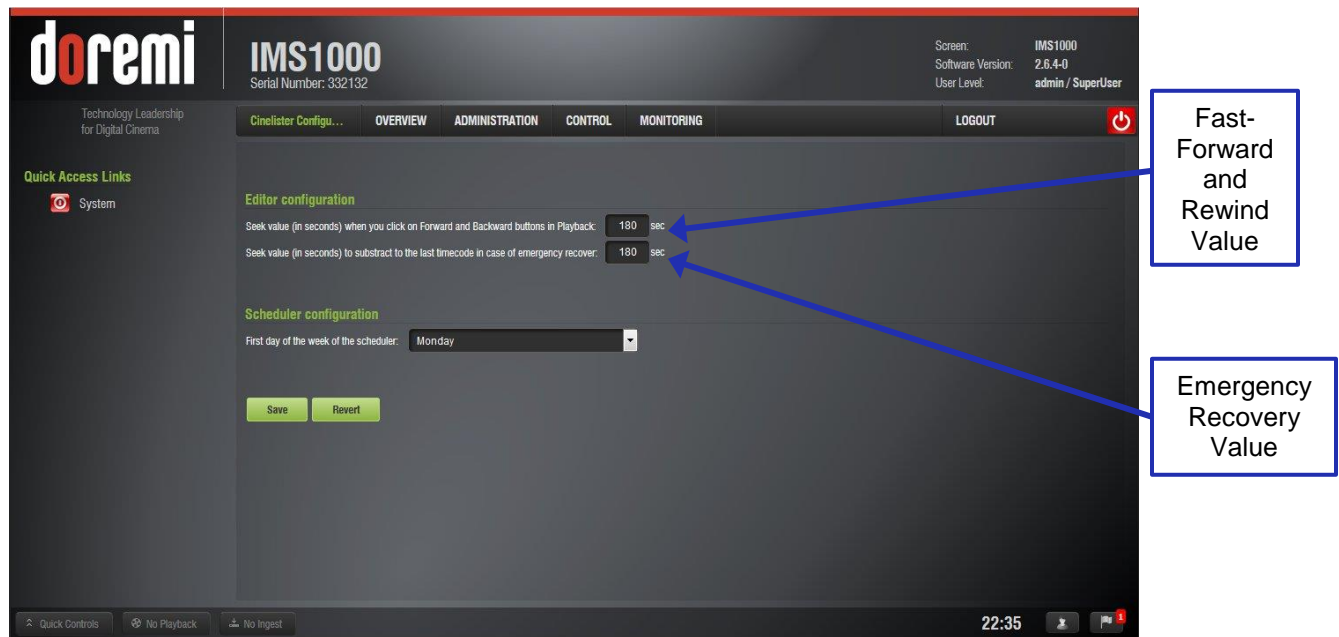 doremi
Technology Leadership
for Digital Cinema
IMS1000
Serial Number: 332132
Screen: IMS1000
Software Version: 2.6.4-0
User Level: admin / SuperUser
Cinelister Configu... OVERVIEW ADMINISTRATION CONTROL MONITORING LOGOUT
Quick Access Links
System
Editor configuration
Seek value (in seconds) when you click on Forward and Backward buttons in Playback: 180 sec
Seek value (in seconds) to substract to the last timecode in case of emergency recover: 180 sec
Scheduler configuration
First day of the week of the scheduler: Monday
Save Revert
Quick Controls No Playback No Ingest 22:35 1
Fast-
Forward
and
Rewind
Value
Emergency
Recovery
Value